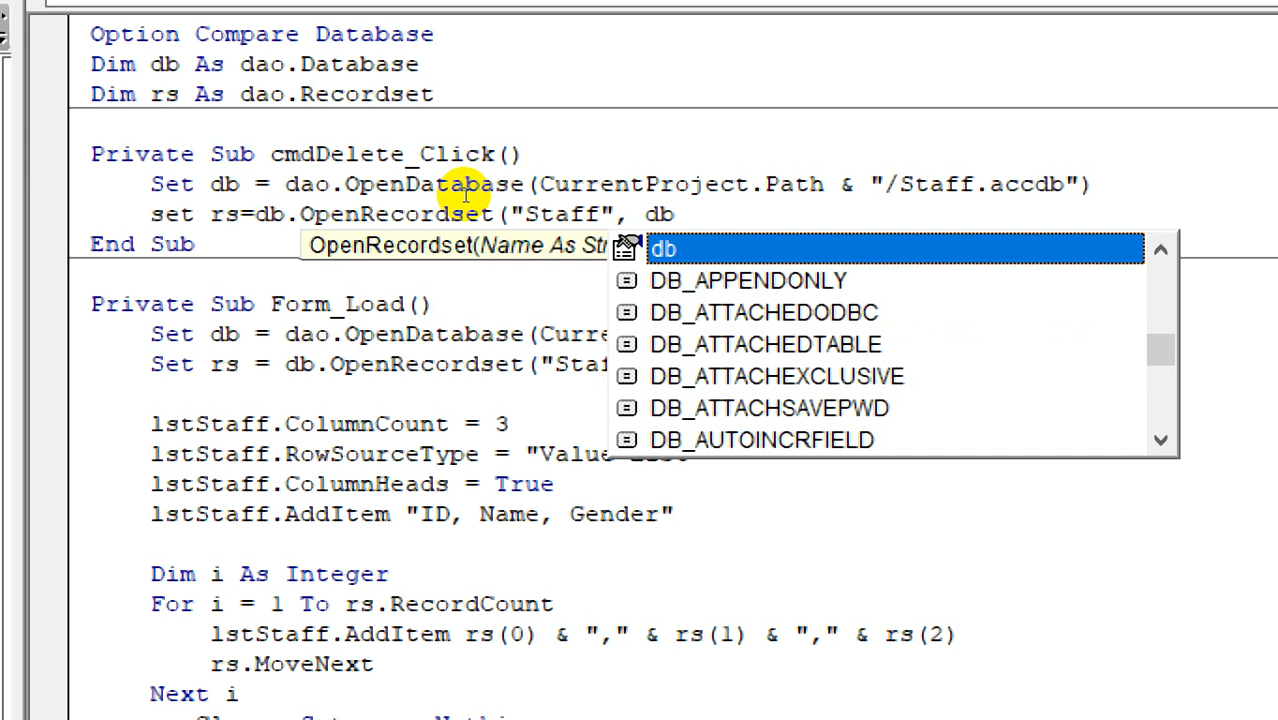 Option Compare Database
Dim db As dao.Database
Dim rs As dao.Recordset
Private Sub cmdDelete_Click()
Set db = dao.OpenDatabase(CurrentProject.Path & "/Staff.accdb")
set rs=db.OpenRecordset("Staff", db
End Sub
OpenRecordset(Name As Str
db
DB_APPENDONLY
DB_ATTACHEDODBC
DB_ATTACHEDTABLE
DB_ATTACHEXCLUSIVE
DB_ATTACHSAVEPWD
DB_AUTOINCRFIELD
Private Sub Form_Load()
Set db = dao.OpenDatabase(Curre
Set rs = db.OpenRecordset("Staf
lstStaff.ColumnCount = 3
lstStaff.RowSourceType = "Value List"
lstStaff.ColumnHeads = True
lstStaff.AddItem "ID, Name, Gender"
Dim i As Integer
For i = 1 To rs.RecordCount
lstStaff.AddItem rs(0) & "," & rs(1) & "," & rs(2)
rs.MoveNext
Next i